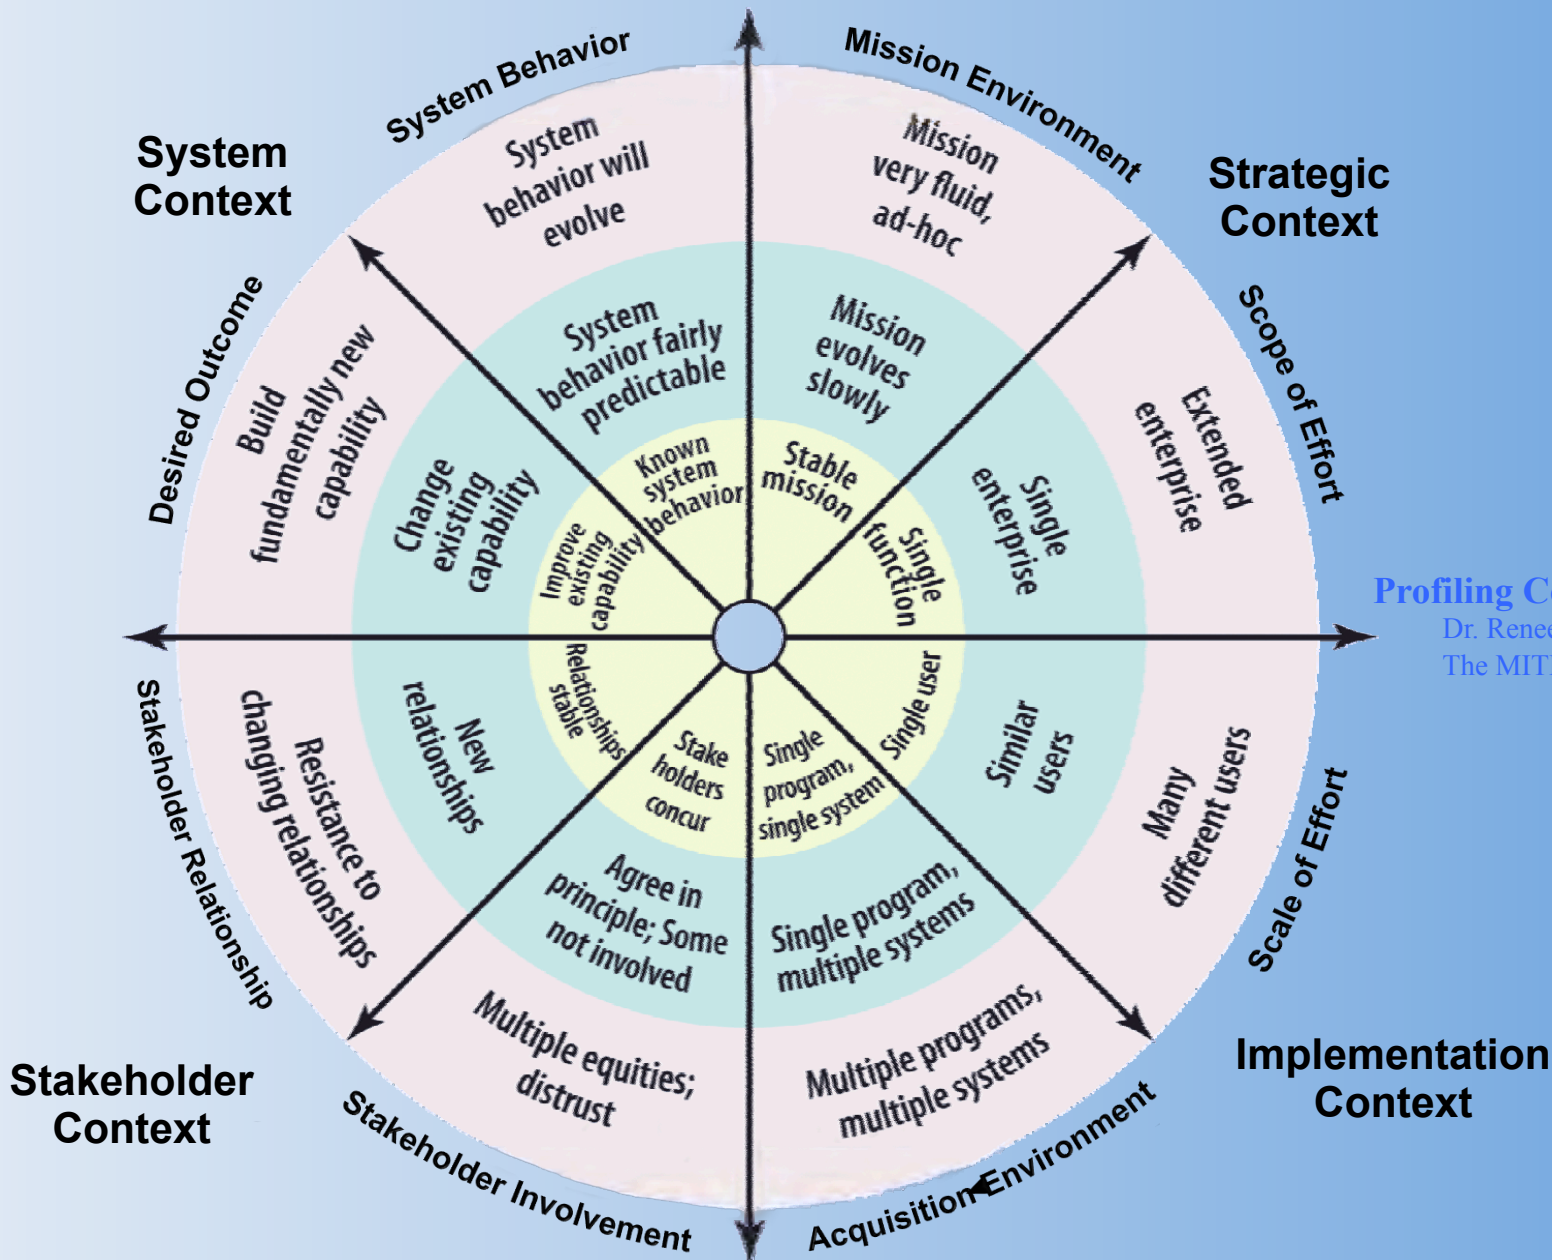 System Behavior
Mission Environment
System
Context
Strategic
Context
System
behavior will
evolve
Mission
very fluid,
ad-hoc
Desired Outcome
Scope of Effort
Build
fundamentally new
capability
System
behavior fairly
predictable
Mission
evolves
slowly
Extended
enterprise
Change
existing
capability
Known
system
behavior
Stable
mission
Single
enterprise
Improve
existing
capability
Single
function
Profiling
Dr. Renee
The
Stakeholder Relationship
Resistance to
changing relationships
New
relationships
Relationships
stable
Stake
holders
concur
Single
program,
single system
Single user
Similar
users
Many
different users
Scale of Effort
Agree in
principle; Some
not involved
Single program,
multiple systems
Multiple equities;
distrust
Multiple programs,
multiple systems
Stakeholder
Context
Implementation
Context
Stakeholder Involvement
Acquisition Environment